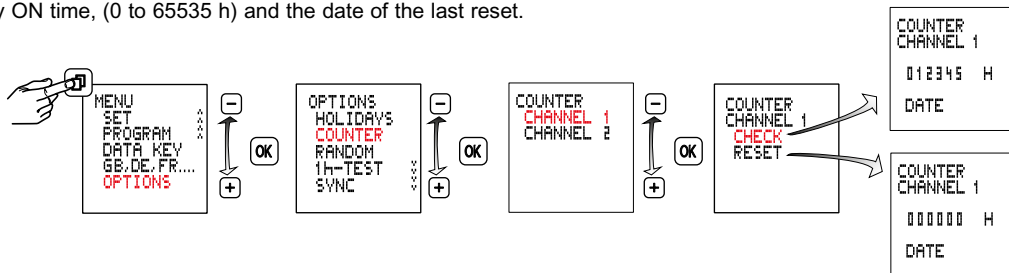 y ON time, (0 to 65535 h) and the date of the last reset.
MENU
SET
PROGRAM
DATA KEY
GB,DE,FR....
OPTIONS
−
OK
+
OPTIONS
HOLIDAYS
COUNTER
RANDOM
1h-TEST
SYNC
−
OK
+
COUNTER
CHANNEL 1
CHANNEL 2
−
OK
+
COUNTER
CHANNEL 1
CHECK
RESET
COUNTER
CHANNEL 1
012345 H
DATE
COUNTER
CHANNEL 1
000000 H
DATE